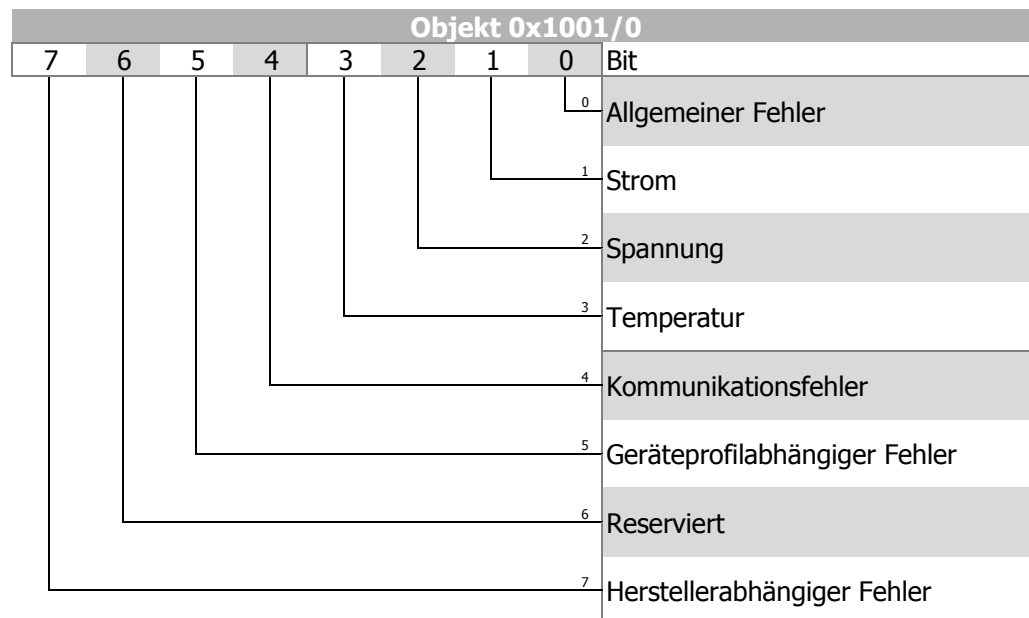 Objekt 0x1001/0
7 6 5 4 3 2 1 0 Bit
0 Allgemeiner Fehler
1 Strom
2 Spannung
3 Temperatur
4 Kommunikationsfehler
5 Geräteprofilabhängiger Fehler
6 Reserviert
7 Herstellerabhängiger Fehler